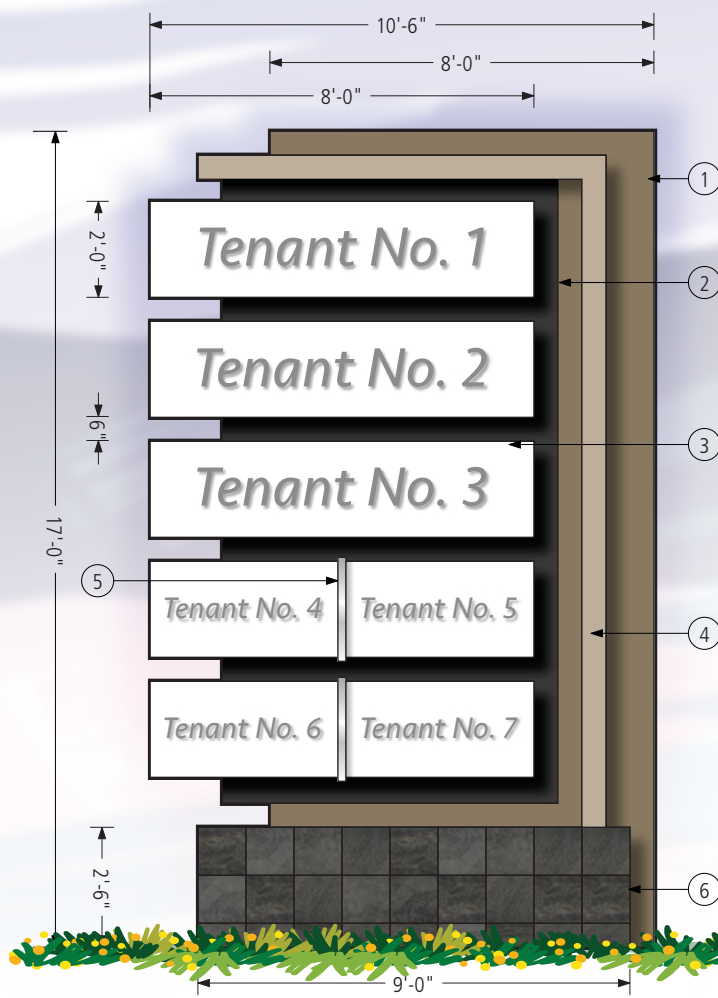 10'-6"
8'-0"
8'-0"
1
2'-0"
Tenant No. 1
2
Tenant No. 2
6"
3
Tenant No. 3
17'-0"
5
Tenant No. 4 Tenant No. 5
4
Tenant No. 6 Tenant No. 7
2'-6"
6
9'-0"